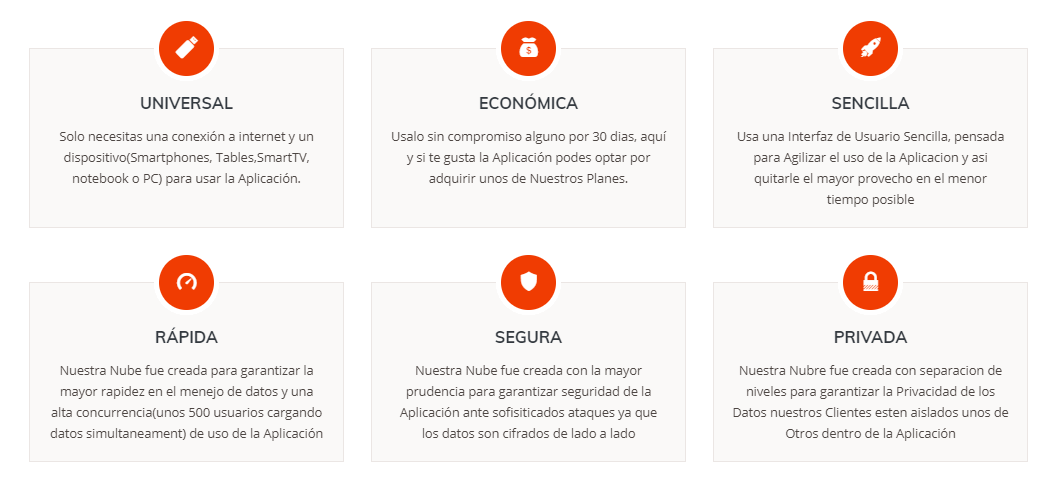 UNIVERSAL
Solo necesitas una conexión a internet y un
dispositivo(Smartphones, Tables,SmartTV,
notebook o PC) para usar la Aplicación.
$
ECONÓMICA
Usalo sin compromiso alguno por 30 dias, aquí
y si te gusta la Aplicación podes optar por
adquirir unos de Nuestros Planes.
SENCILLA
Usa una Interfaz de Usuario Sencilla, pensada
para Agilizar el uso de la Aplicacion y asi
quitarle el mayor provecho en el menor
tiempo posible
RÁPIDA
Nuestra Nube fue creada para garantizar la
mayor rapidez en el menejo de datos y una
alta concurrencia(unos 500 usuarios cargando
datos simultaneament) de uso de la Aplicación
SEGURA
Nuestra Nube fue creada con la mayor
prudencia para garantizar seguridad de la
Aplicación ante sofisiticados ataques ya que
los datos son cifrados de lado a lado
PRIVADA
Nuestra Nubre fue creada con separacion de
niveles para garantizar la Privacidad de los
Datos nuestros Clientes esten aislados unos de
Otros dentro de la Aplicación